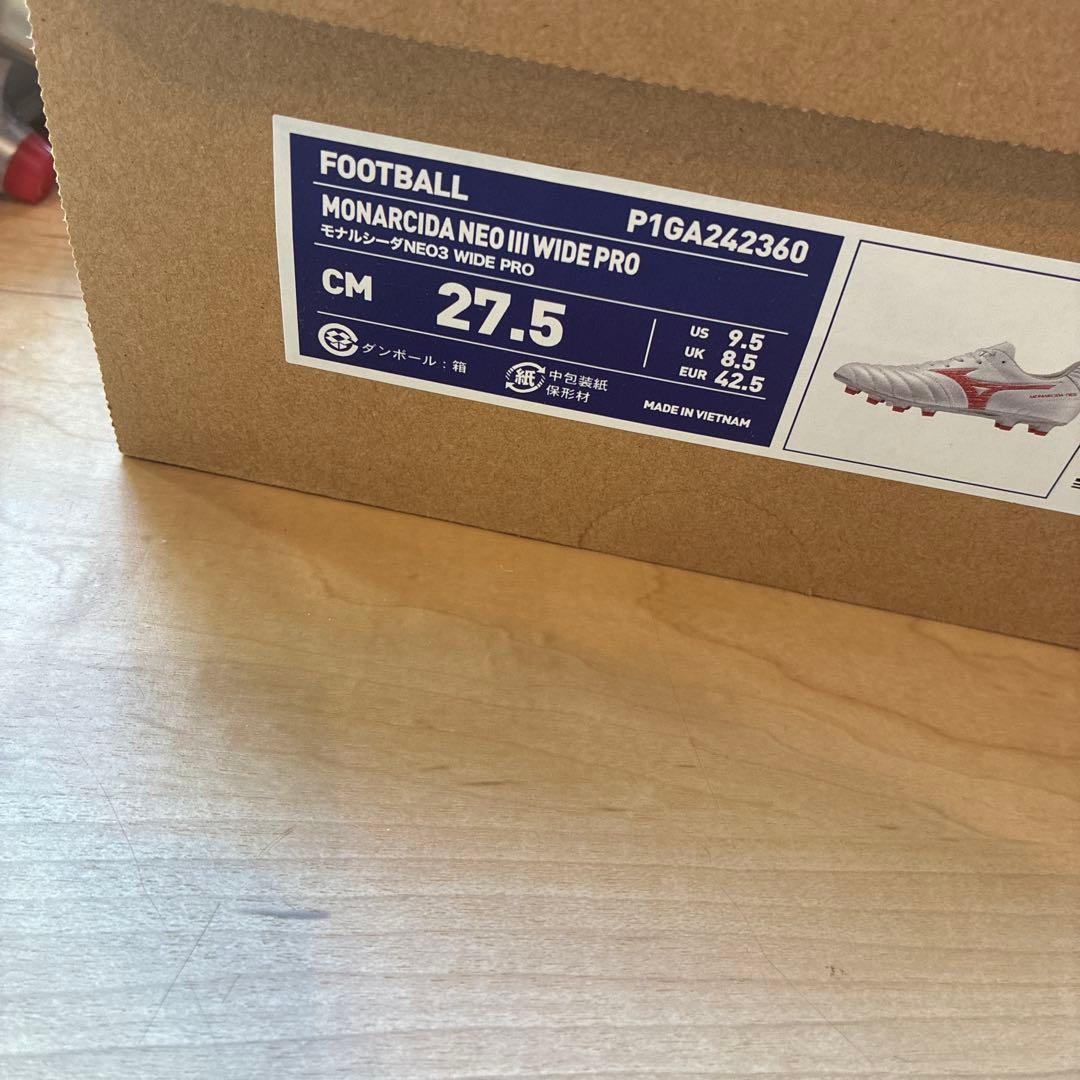 FOOTBALL
P1GA242360
MONARCIDA NEO III WIDE PRO
モナルシーダNEO3 WIDE PRO
CM 27.5
US 9.5
UK 8.5
EUR 42.5
ダンボール：箱
紙 中包装紙
保形材
MADE IN VIETNAM
MONARCIDA-NEO